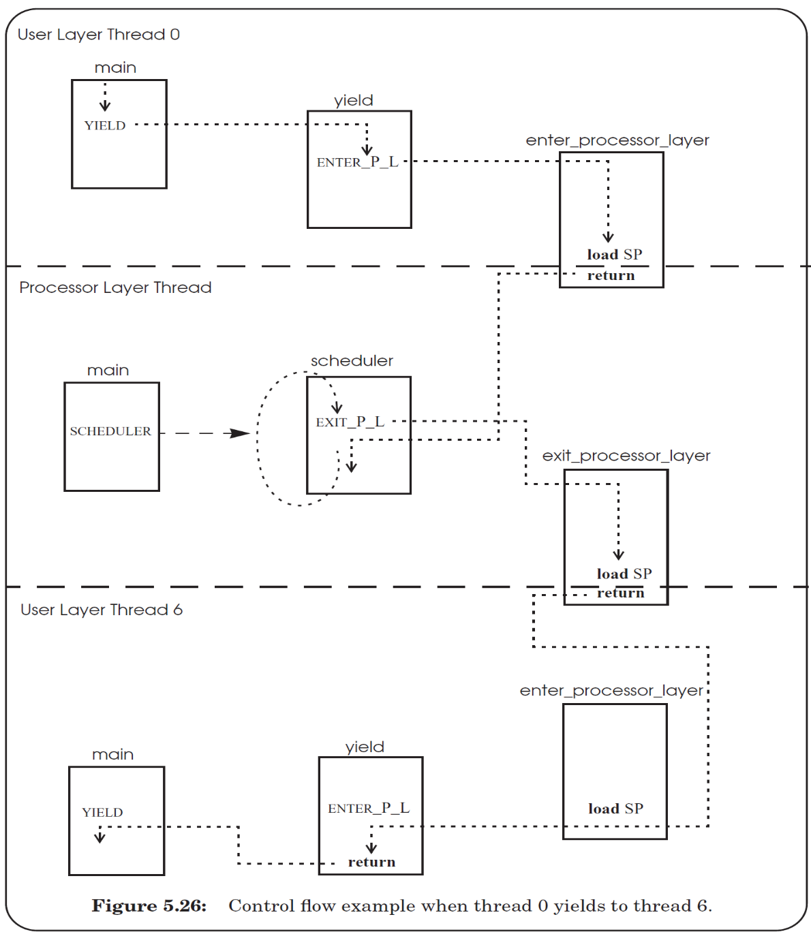 User Layer Thread 0
main
YIELD
yield
ENTER_P_L
enter_processor_layer
load SP
return
Processor Layer Thread
main
SCHEDULER
scheduler
EXIT_P_L
exit_processor_layer
load SP
return
User Layer Thread 6
main
YIELD
yield
ENTER_P_L
return
enter_processor_layer
load SP
Figure 5.26: Control flow example when thread 0 yields to thread 6.